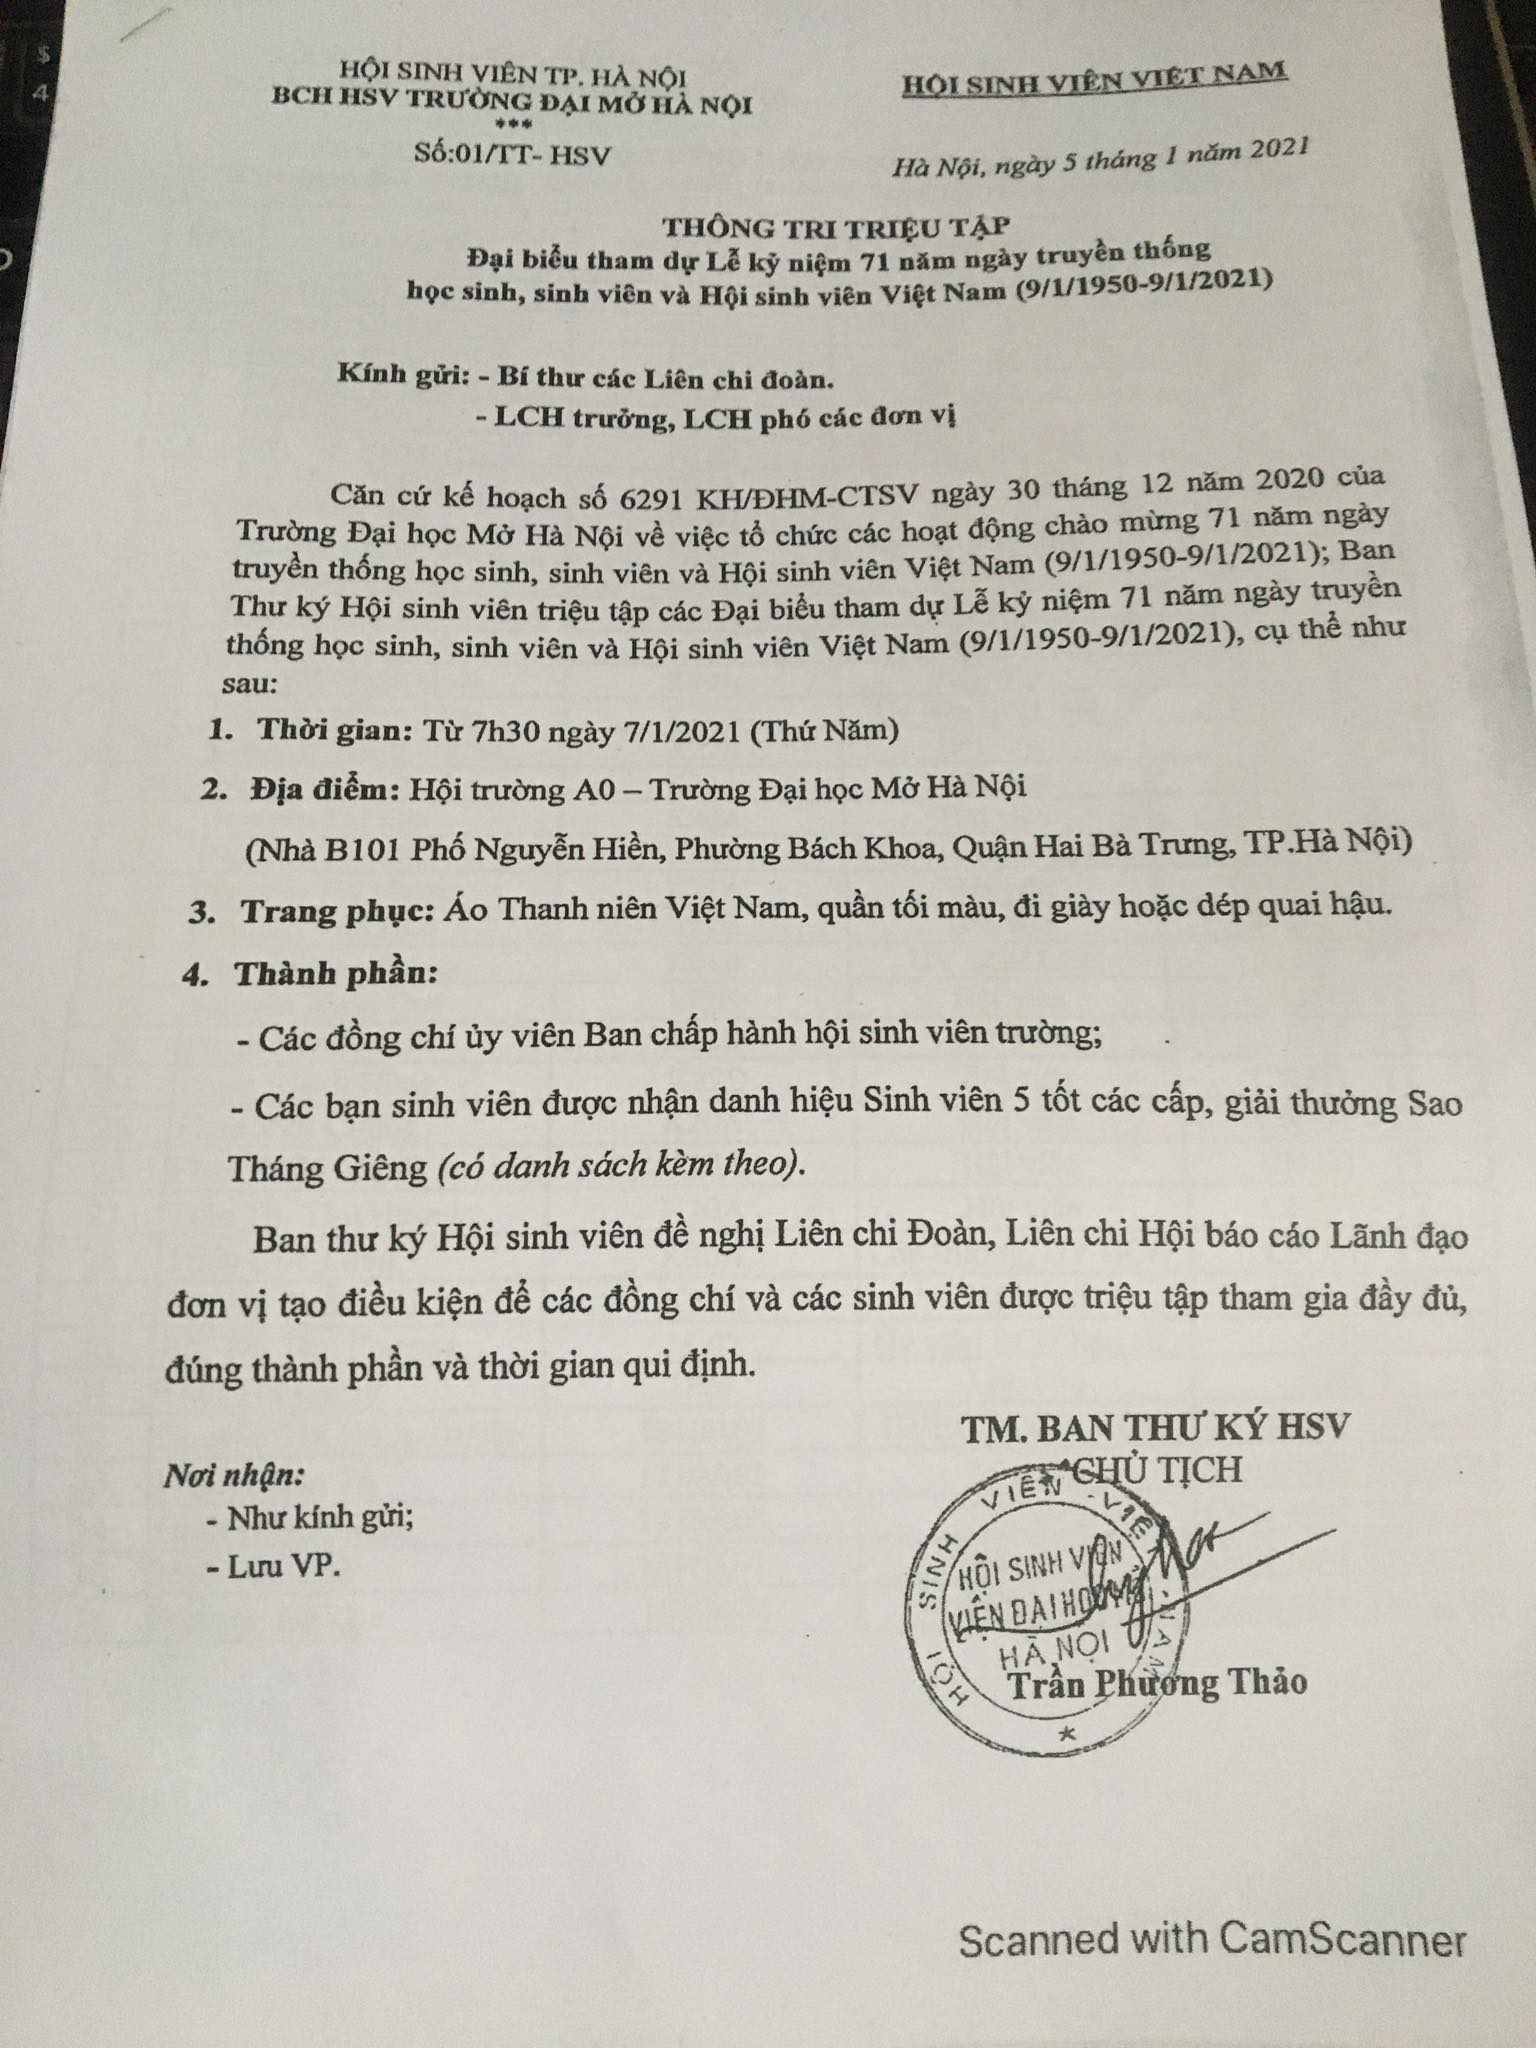 HỘI SINH VIÊN TP. HÀ NỘI
BCH HSV TRƯỜNG ĐẠI MỞ HÀ NỘI
***
Số:01/TT- HSV
HỘI SINH VIÊN VIỆT NAM
Hà Nội, ngày 5 tháng 1 năm 2021
THÔNG TRI TRIỆU TẬP
Đại biểu tham dự Lễ kỷ niệm 71 năm ngày truyền thống
học sinh, sinh viên và Hội sinh viên Việt Nam (9/1/1950-9/1/2021)
Kính gửi: - Bí thư các Liên chi đoàn.
- LCH trưởng, LCH phó các đơn vị
Căn cứ kế hoạch số 6291 KH/ĐHM-CTSV ngày 30 tháng 12 năm 2020 của
Trường Đại học Mở Hà Nội về việc tổ chức các hoạt động chào mừng 71 năm ngày
truyền thống học sinh, sinh viên và Hội sinh viên Việt Nam (9/1/1950-9/1/2021); Ban
Thư ký Hội sinh viên triệu tập các Đại biểu tham dự Lễ kỷ niệm 71 năm ngày truyền
thống học sinh, sinh viên và Hội sinh viên Việt Nam (9/1/1950-9/1/2021), cụ thể như
sau:
1. Thời gian: Từ 7h30 ngày 7/1/2021 (Thứ Năm)
2. Địa điểm: Hội trường A0 – Trường Đại học Mở Hà Nội
(Nhà B101 Phố Nguyễn Hiền, Phường Bách Khoa, Quận Hai Bà Trưng, TP.Hà Nội)
3. Trang phục: Áo Thanh niên Việt Nam, quần tối màu, đi giày hoặc dép quai hậu.
4. Thành phần:
- Các đồng chí ủy viên Ban chấp hành hội sinh viên trường;
- Các bạn sinh viên được nhận danh hiệu Sinh viên 5 tốt các cấp, giải thưởng Sao
Tháng Giêng (có danh sách kèm theo).
Ban thư ký Hội sinh viên đề nghị Liên chi Đoàn, Liên chi Hội báo cáo Lãnh đạo
đơn vị tạo điều kiện để các đồng chí và các sinh viên được triệu tập tham gia đầy đủ,
đúng thành phần và thời gian qui định.
TM. BAN THƯ KÝ HSV
CHỦ TỊCH
Nơi nhận:
- Như kính gửi;
- Lưu VP.
HỘI SINH VIÊN VIỆT NAM
HỘI SINH VIÊN
VIỆN ĐẠI HỌC
HÀ NỘI
Trần Phương Thảo
Scanned with CamScanner
$
4